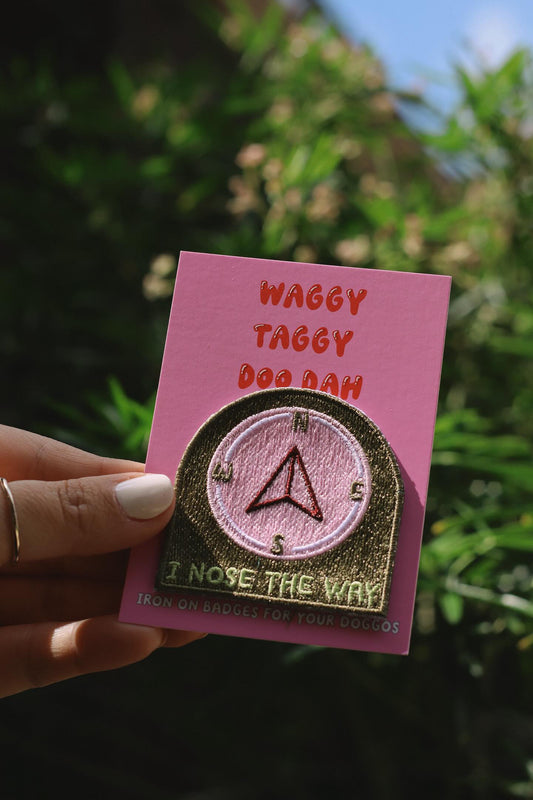 WAGGY
TAGGY
DOO DAH
N
W
E
S
I NOSE THE WAY
IRON ON BADGES FOR YOUR DOGGOS